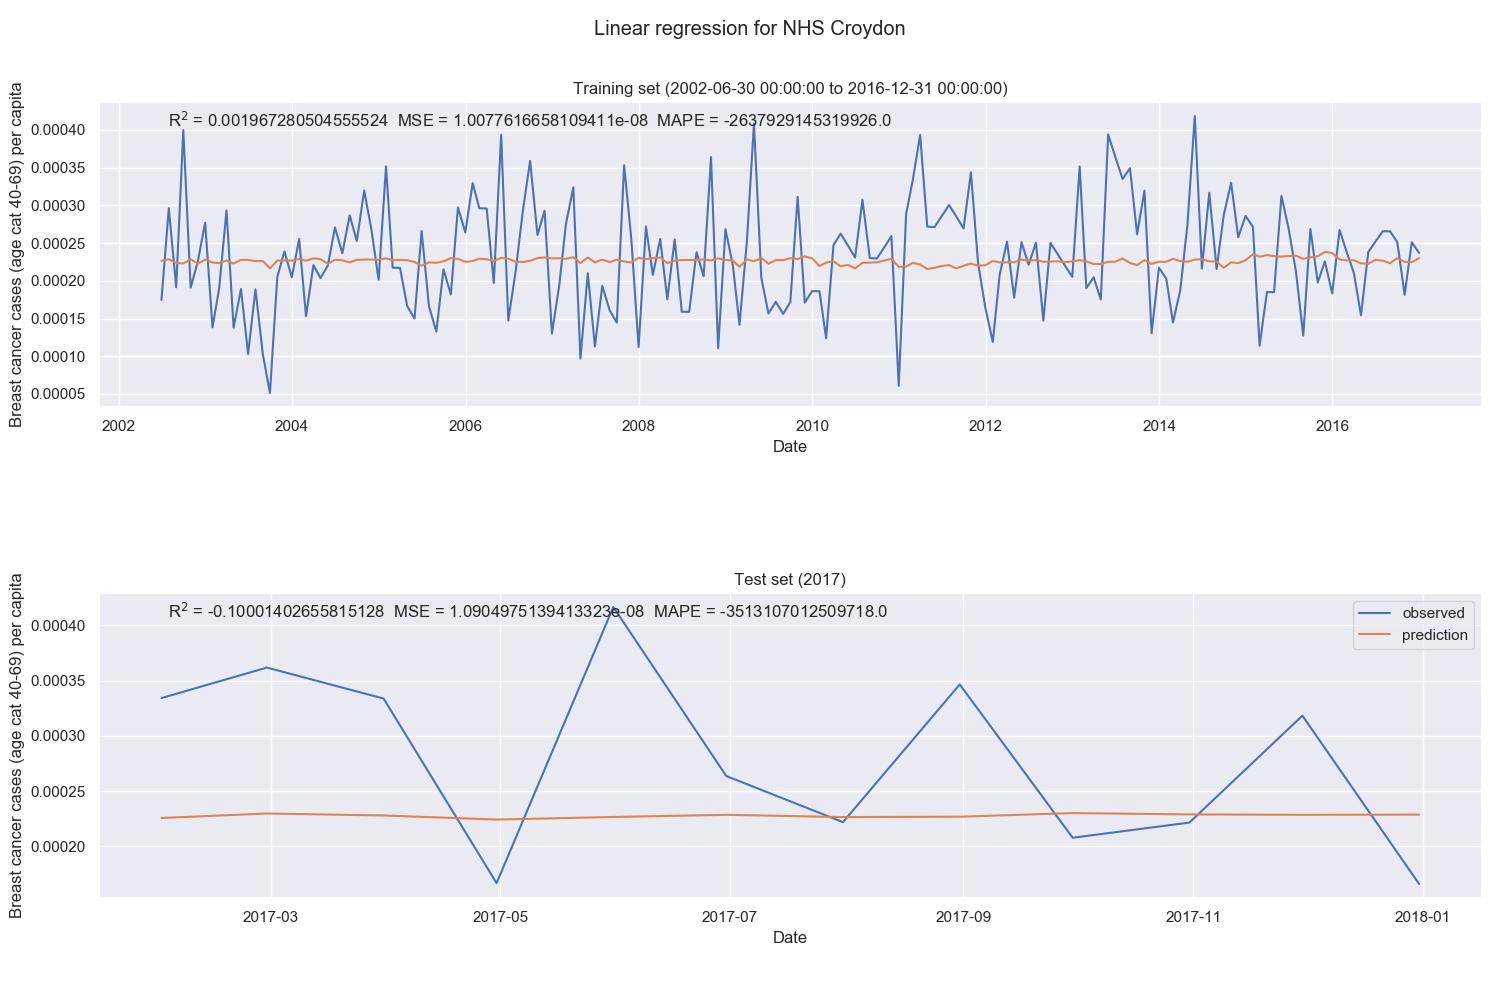 Linear regression for NHS Croydon
Training set (2002-06-30 00:00:00 to 2016-12-31 00:00:00)
R² = 0.001967280504555524 MSE = 1.0077616658109411e-08 MAPE = -2637929145319926.0
Breast cancer cases (age cat 40-69) per capita
0.00040
0.00035
0.00030
0.00025
0.00020
0.00015
0.00010
0.00005
2002 2004 2006 2008 2010 2012 2014 2016
Date
Test set (2017)
R² = -0.10001402655815128 MSE = 1.0904975139413323e-08 MAPE = -3513107012509718.0
observed
prediction
Breast cancer cases (age cat 40-69) per capita
0.00040
0.00035
0.00030
0.00025
0.00020
2017-03 2017-05 2017-07 2017-09 2017-11 2018-01
Date